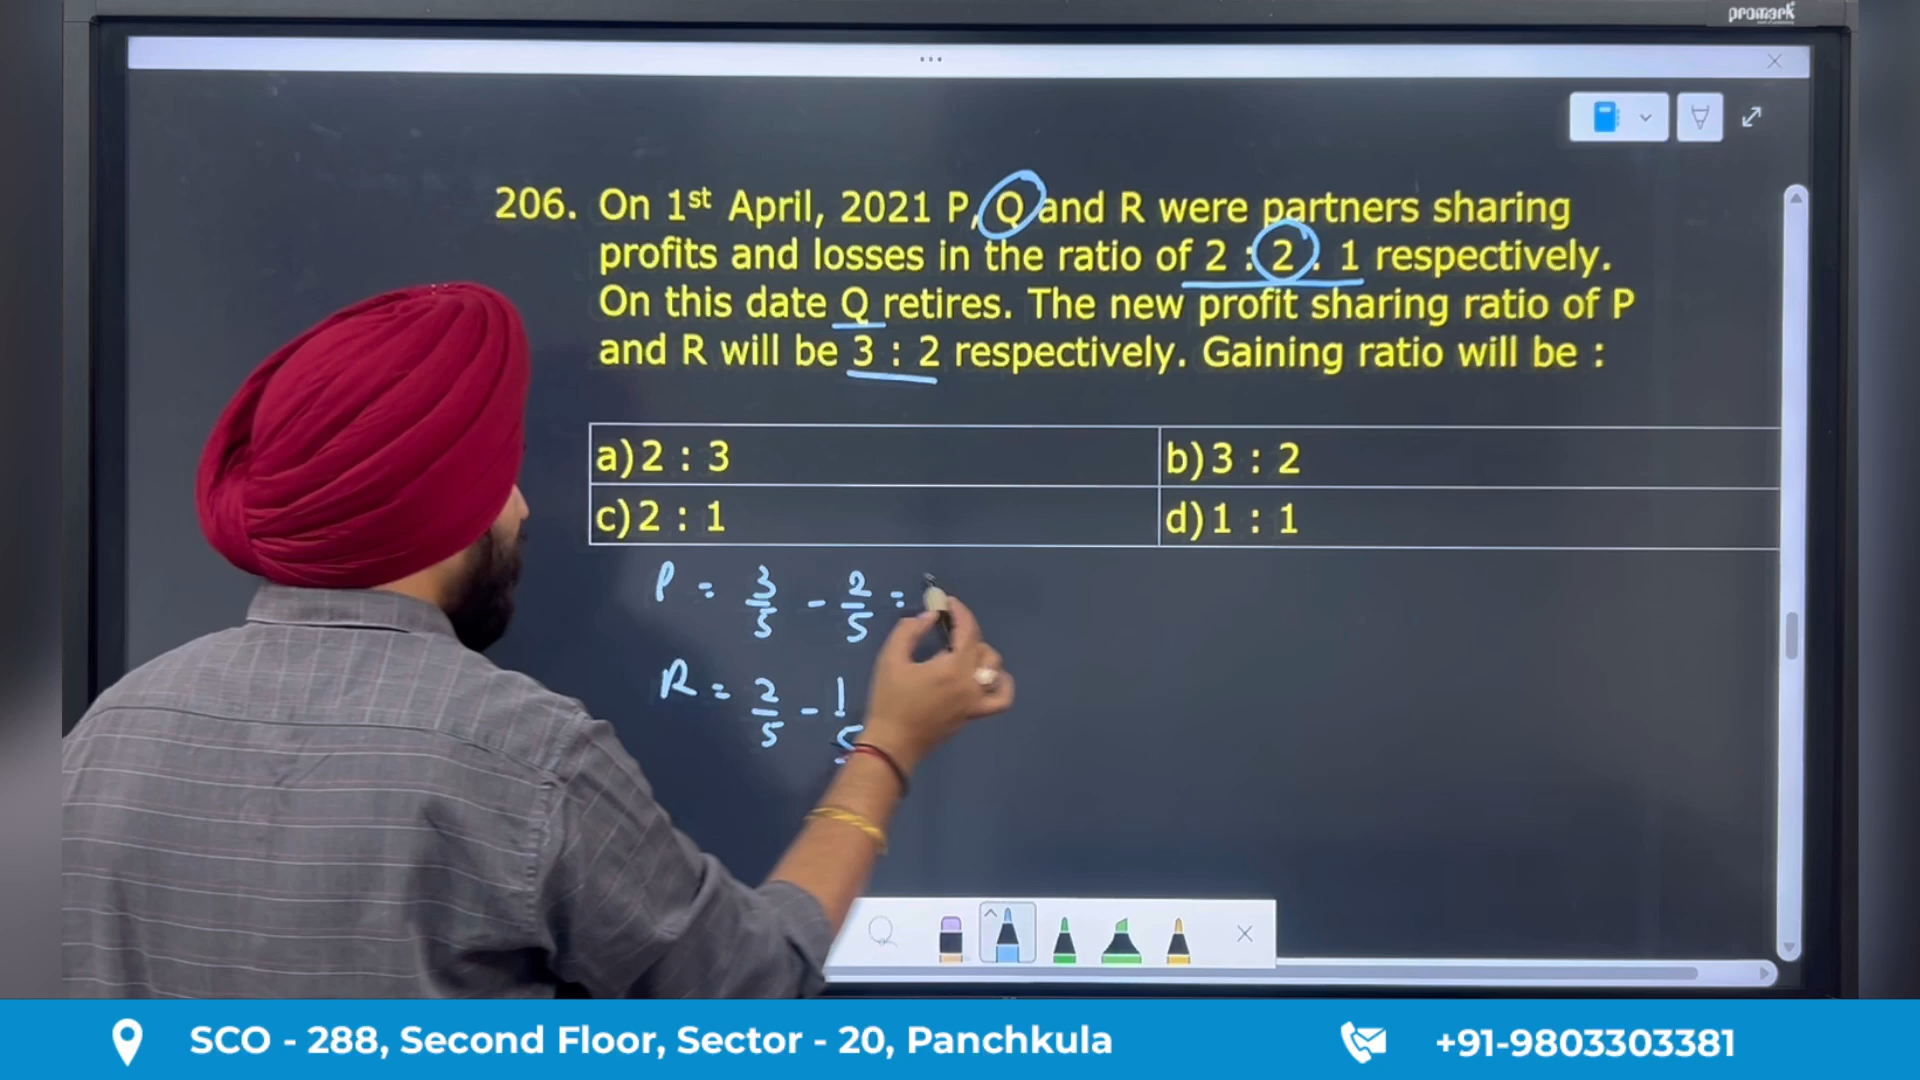 promark
206. On 1st April, 2021 P, Q and R were partners sharing
profits and losses in the ratio of 2 : 2 : 1 respectively.
On this date Q retires. The new profit sharing ratio of P
and R will be 3 : 2 respectively. Gaining ratio will be :
a) 2 : 3 b) 3 : 2
c) 2 : 1 d) 1 : 1
P = 3/5 - 2/5 =
R = 2/5 - 1/5
SCO - 288, Second Floor, Sector - 20, Panchkula +91-9803303381